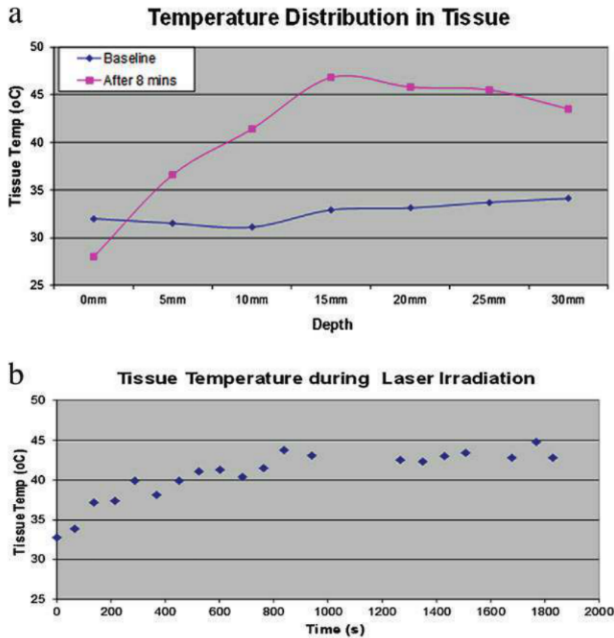 a
Temperature Distribution in Tissue
Baseline
After 8 mins
Tissue Temp (oC)
50
45
40
35
30
25
0mm 5mm 10mm 15mm 20mm 25mm 30mm
Depth
b
Tissue Temperature during Laser Irradiation
Tissue Temp (oC)
50
45
40
35
30
25
0 200 400 600 800 1000 1200 1400 1600 1800 2000
Time (s)